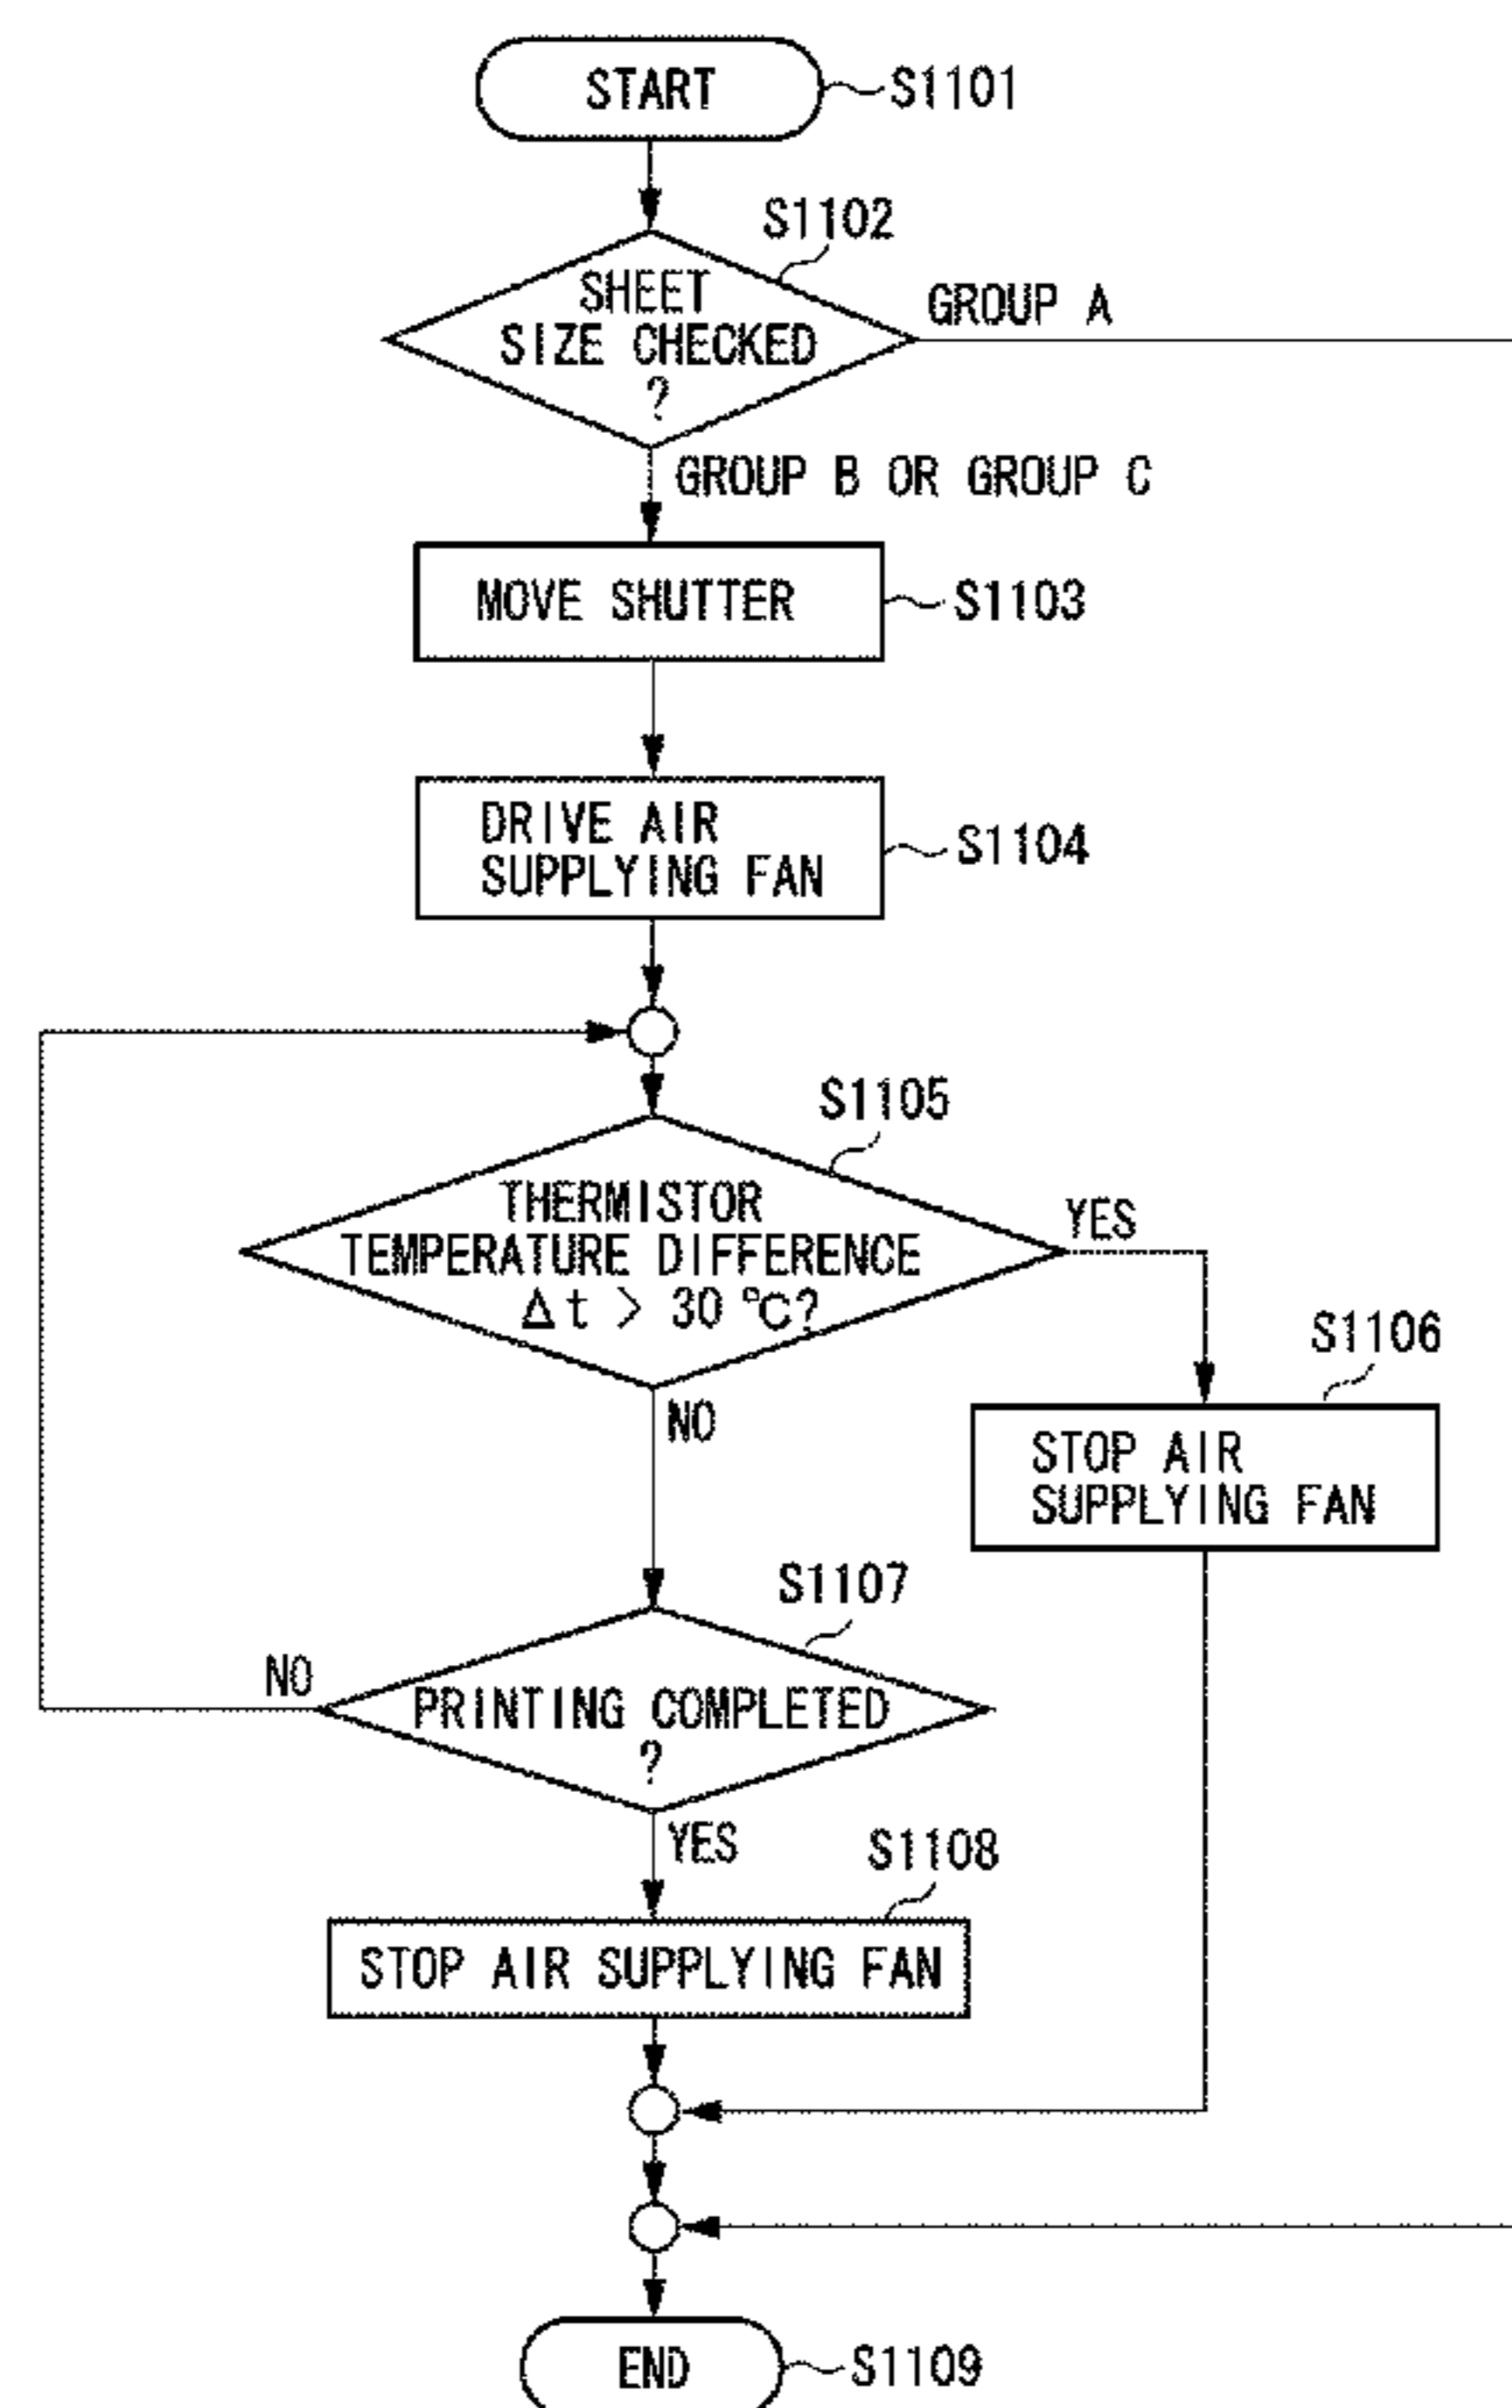 START
S1101
S1102
SHEET
SIZE CHECKED
?
GROUP A
GROUP B OR GROUP C
MOVE SHUTTER
S1103
DRIVE AIR
SUPPLYING FAN
S1104
S1105
THERMISTOR
TEMPERATURE DIFFERENCE
Δt > 30 ℃?
YES
NO
S1106
STOP AIR
SUPPLYING FAN
S1107
NO
PRINTING COMPLETED
?
YES
S1108
STOP AIR SUPPLYING FAN
END
S1109